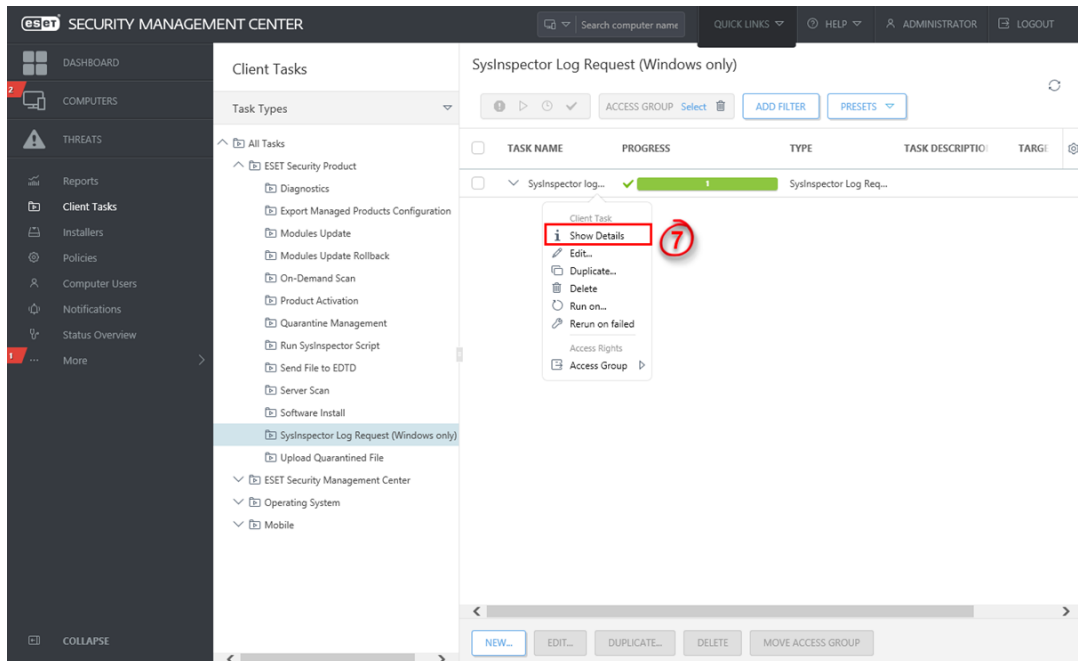 eset SECURITY MANAGEMENT CENTER
Search computer name
QUICK LINKS
HELP
ADMINISTRATOR
LOGOUT
DASHBOARD
2
COMPUTERS
THREATS
Reports
Client Tasks
Installers
Policies
Computer Users
Notifications
Status Overview
1
More
COLLAPSE
Client Tasks
Task Types
All Tasks
ESET Security Product
Diagnostics
Export Managed Products Configuration
Modules Update
Modules Update Rollback
On-Demand Scan
Product Activation
Quarantine Management
Run SysInspector Script
Send File to EDTD
Server Scan
Software Install
SysInspector Log Request (Windows only)
Upload Quarantined File
ESET Security Management Center
Operating System
Mobile
SysInspector Log Request (Windows only)
ACCESS GROUP Select
ADD FILTER
PRESETS
TASK NAME PROGRESS TYPE TASK DESCRIPTIO TARGE
SysInspector log... 1 SysInspector Log Req...
Client Task
Show Details
7
Edit...
Duplicate...
Delete
Run on...
Rerun on failed
Access Rights
Access Group
NEW... EDIT... DUPLICATE... DELETE MOVE ACCESS GROUP